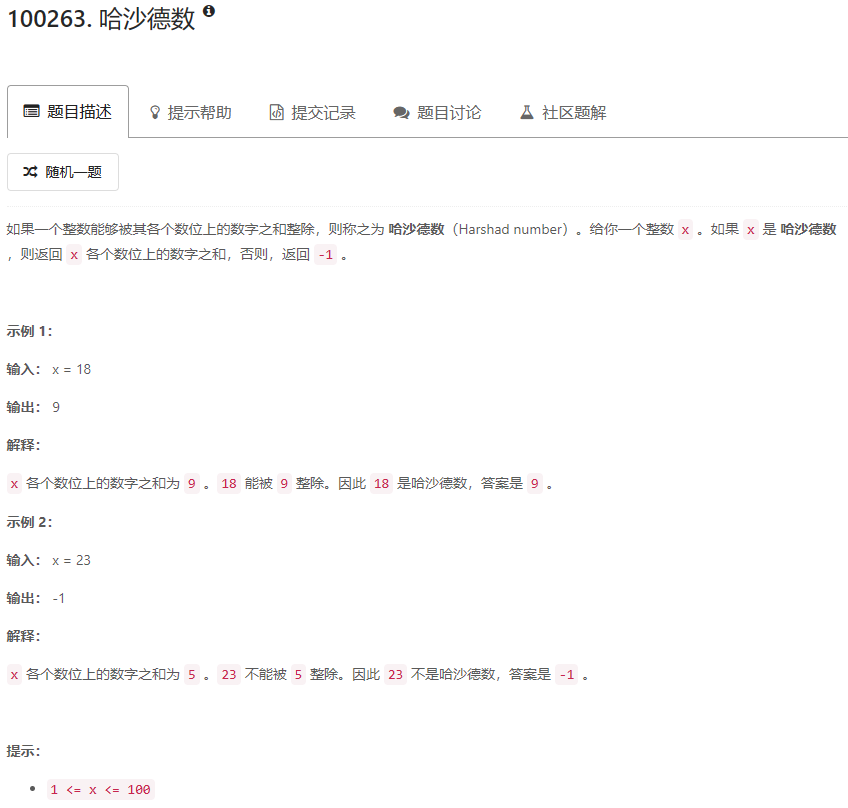 100263. 哈沙德数
题目描述
提示帮助
提交记录
题目讨论
社区题解
随机一题
如果一个整数能够被其各个数位上的数字之和整除，则称之为 哈沙德数（Harshad number）。给你一个整数 x 。如果 x 是 哈沙德数
，则返回 x 各个数位上的数字之和，否则，返回 -1 。
示例 1：
输入： x = 18
输出： 9
解释：
x 各个数位上的数字之和为 9 。18 能被 9 整除。因此 18 是哈沙德数，答案是 9 。
示例 2：
输入： x = 23
输出： -1
解释：
x 各个数位上的数字之和为 5 。23 不能被 5 整除。因此 23 不是哈沙德数，答案是 -1 。
提示：
1 <= x <= 100